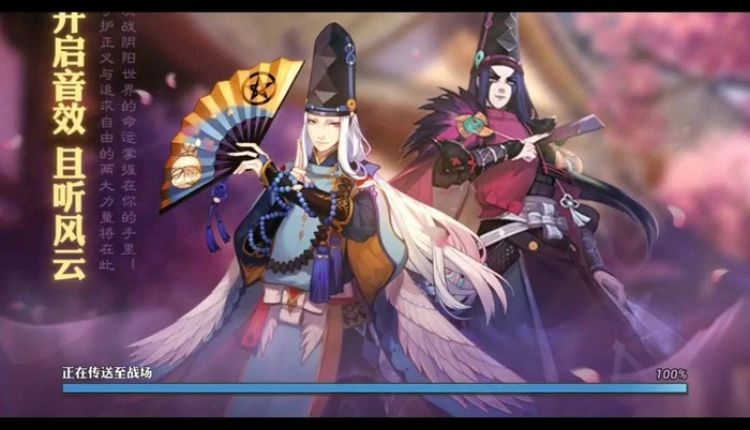 开启音效 且听风云
守护正义与追求自由的两大力量将在此
决战阴阳世界的命运掌握在你的手里！
正在传送至战场
100%